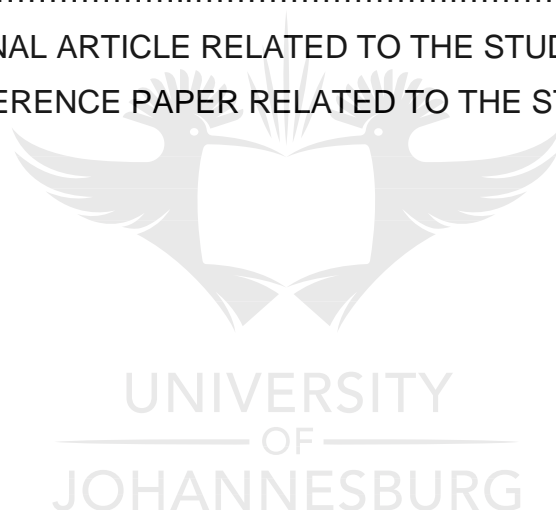 ……………………………………………………………………
NAL ARTICLE RELATED TO THE STUD
ERENCE PAPER RELATED TO THE ST
UNIVERSITY
OF
JOHANNESBURG